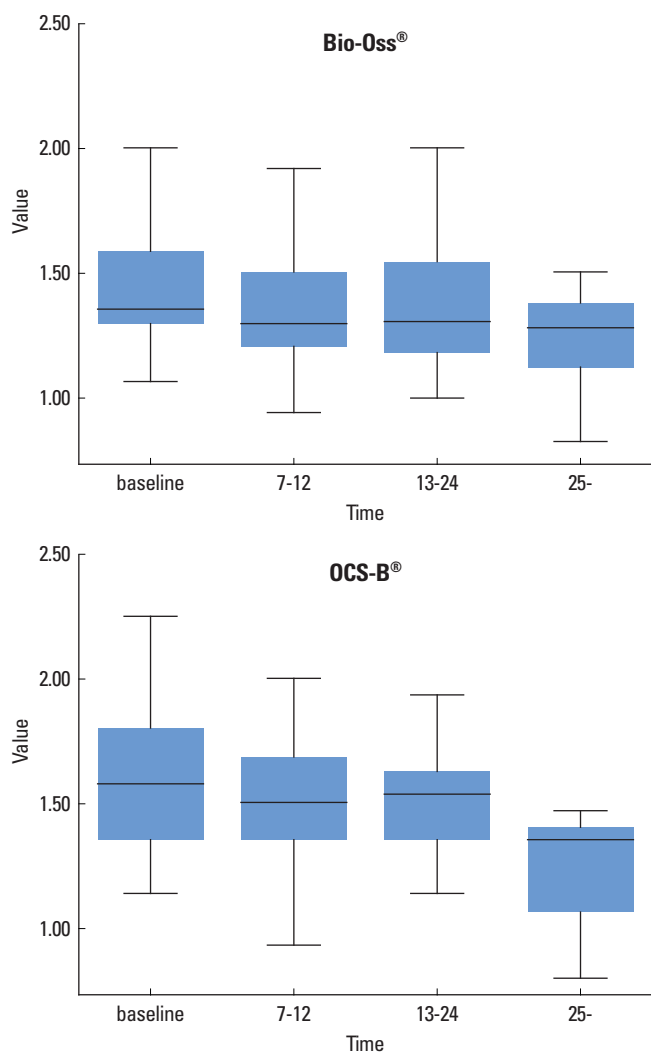 Bio-Oss®
2.50
2.00
1.50
1.00
Value
baseline 7-12 13-24 25-
Time
OCS-B®
2.50
2.00
1.50
1.00
Value
baseline 7-12 13-24 25-
Time